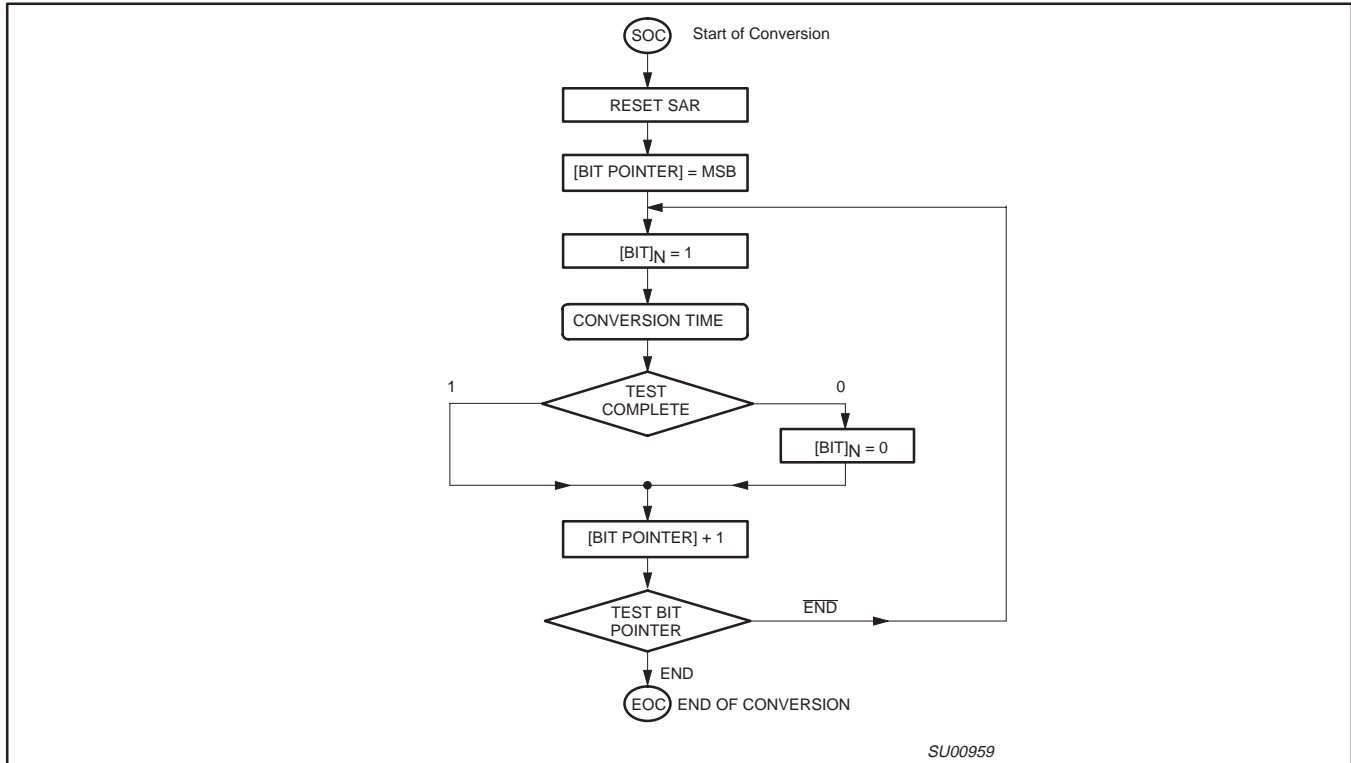 SOC Start of Conversion
RESET SAR
[BIT POINTER] = MSB
[BIT]N = 1
CONVERSION TIME
1
TEST
COMPLETE
0
[BIT]N = 0
[BIT POINTER] + 1
TEST BIT
POINTER
E̅N̅D̅
END
EOC END OF CONVERSION
SU00959